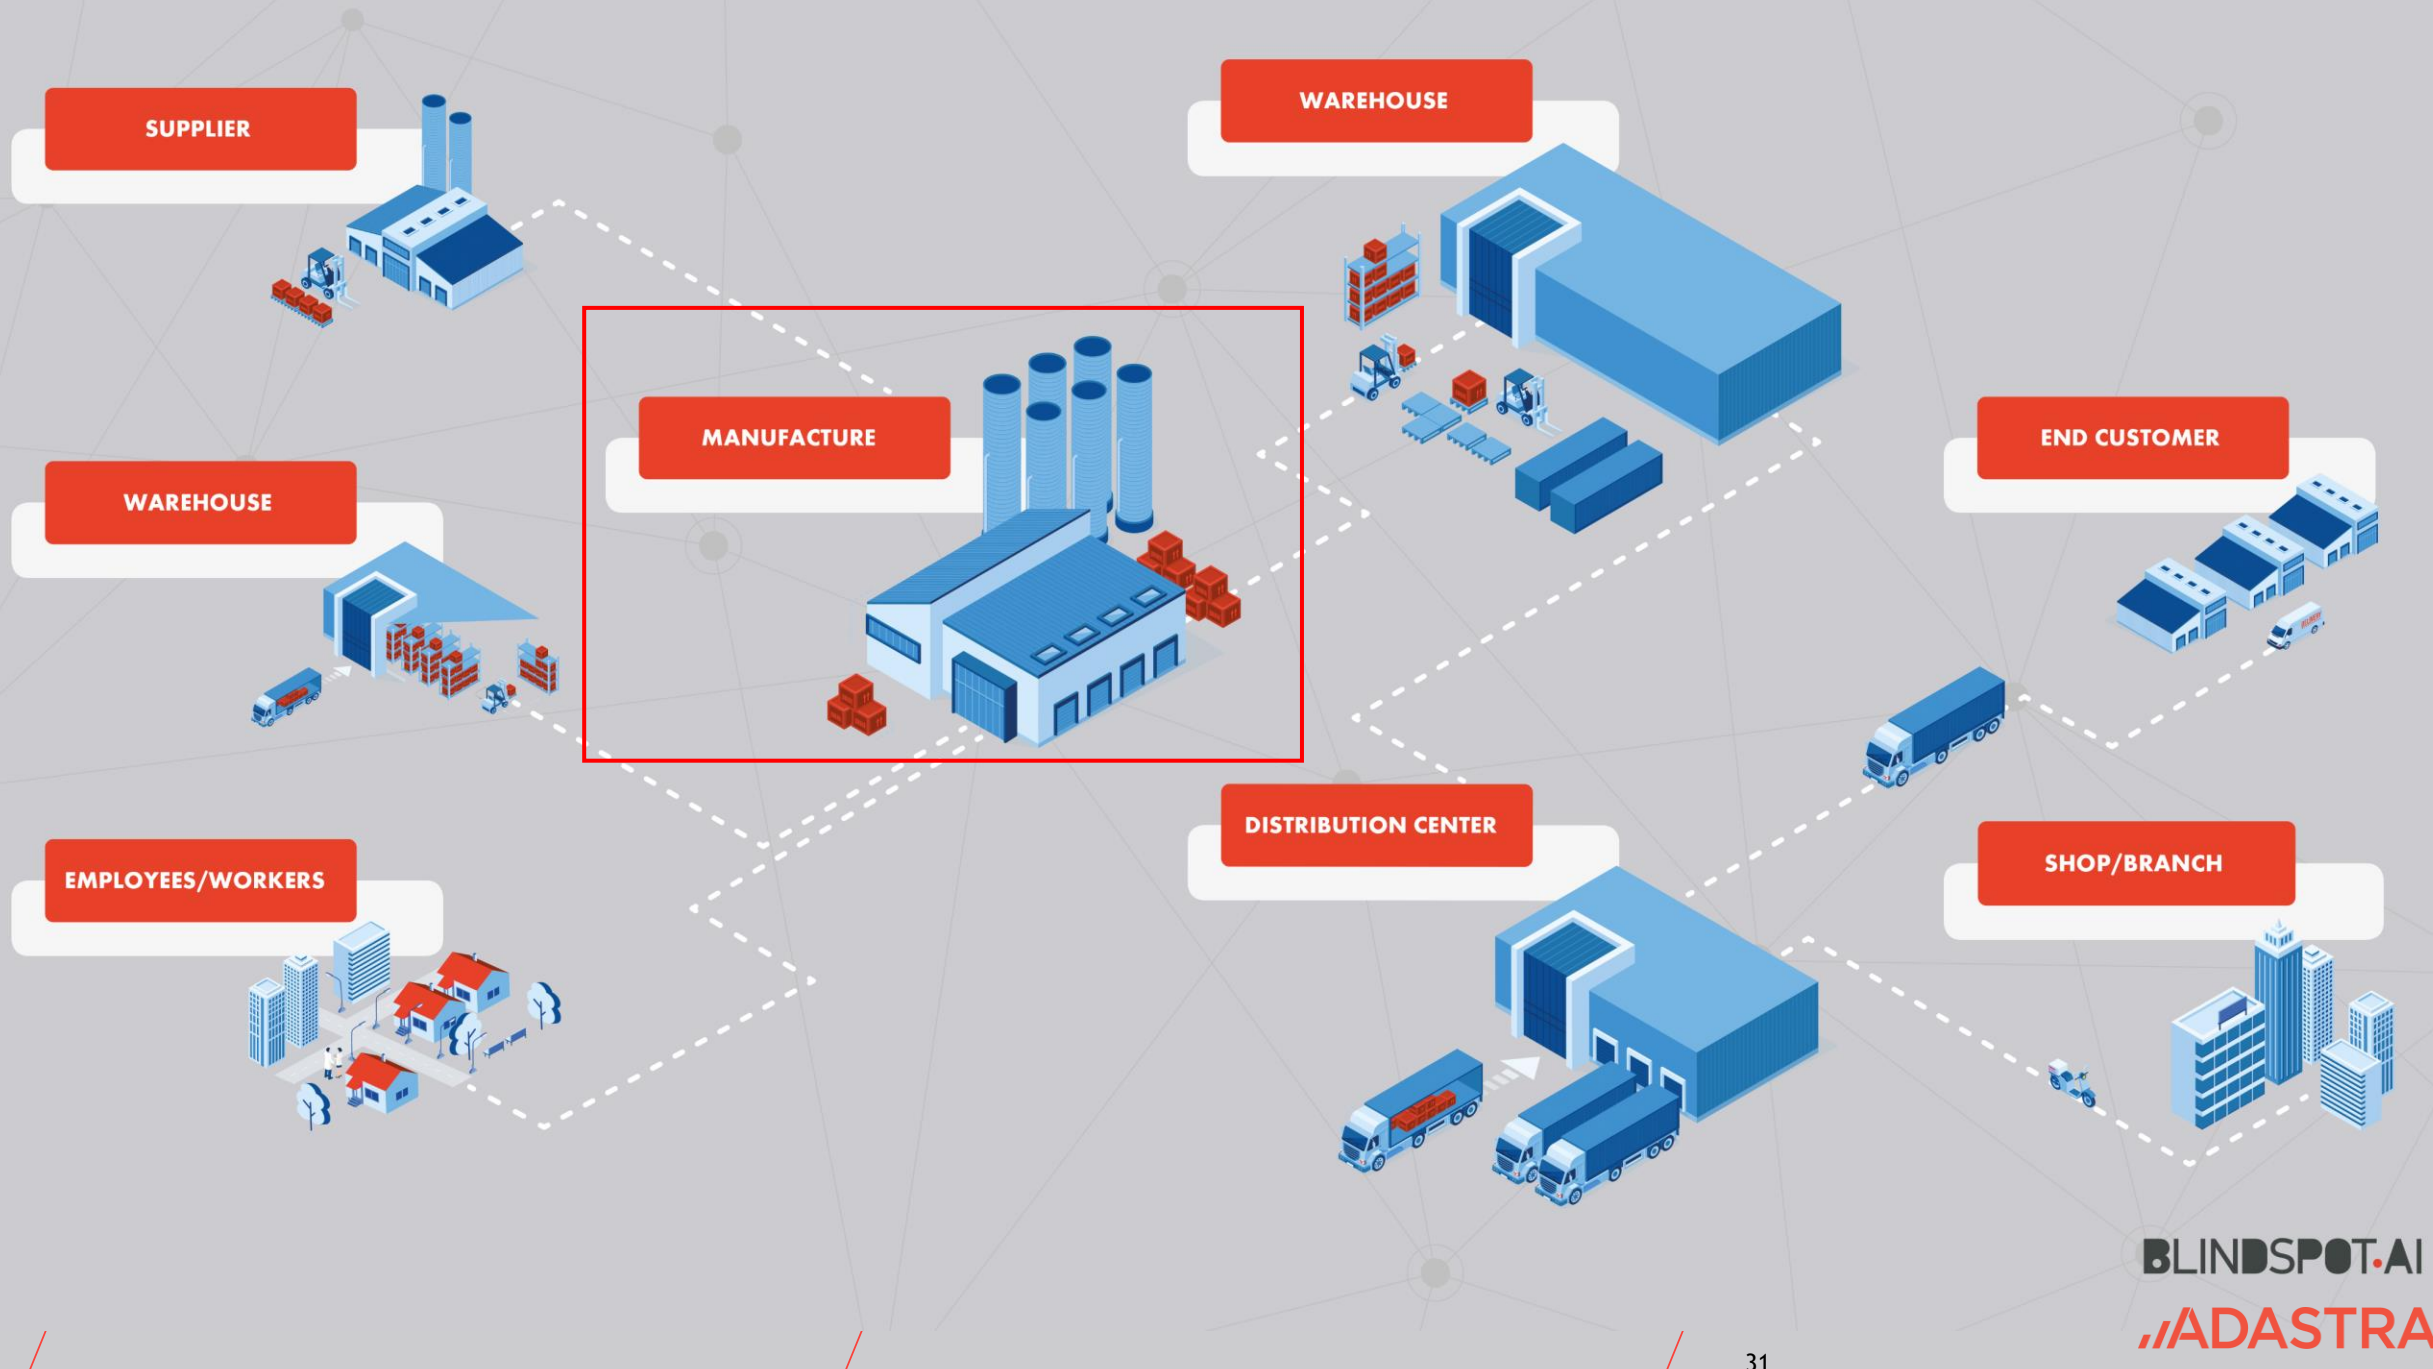 SUPPLIER
WAREHOUSE
MANUFACTURE
END CUSTOMER
WAREHOUSE
DISTRIBUTION CENTER
EMPLOYEES/WORKERS
SHOP/BRANCH
BLINDSPOT.AI
ADASTRA
31